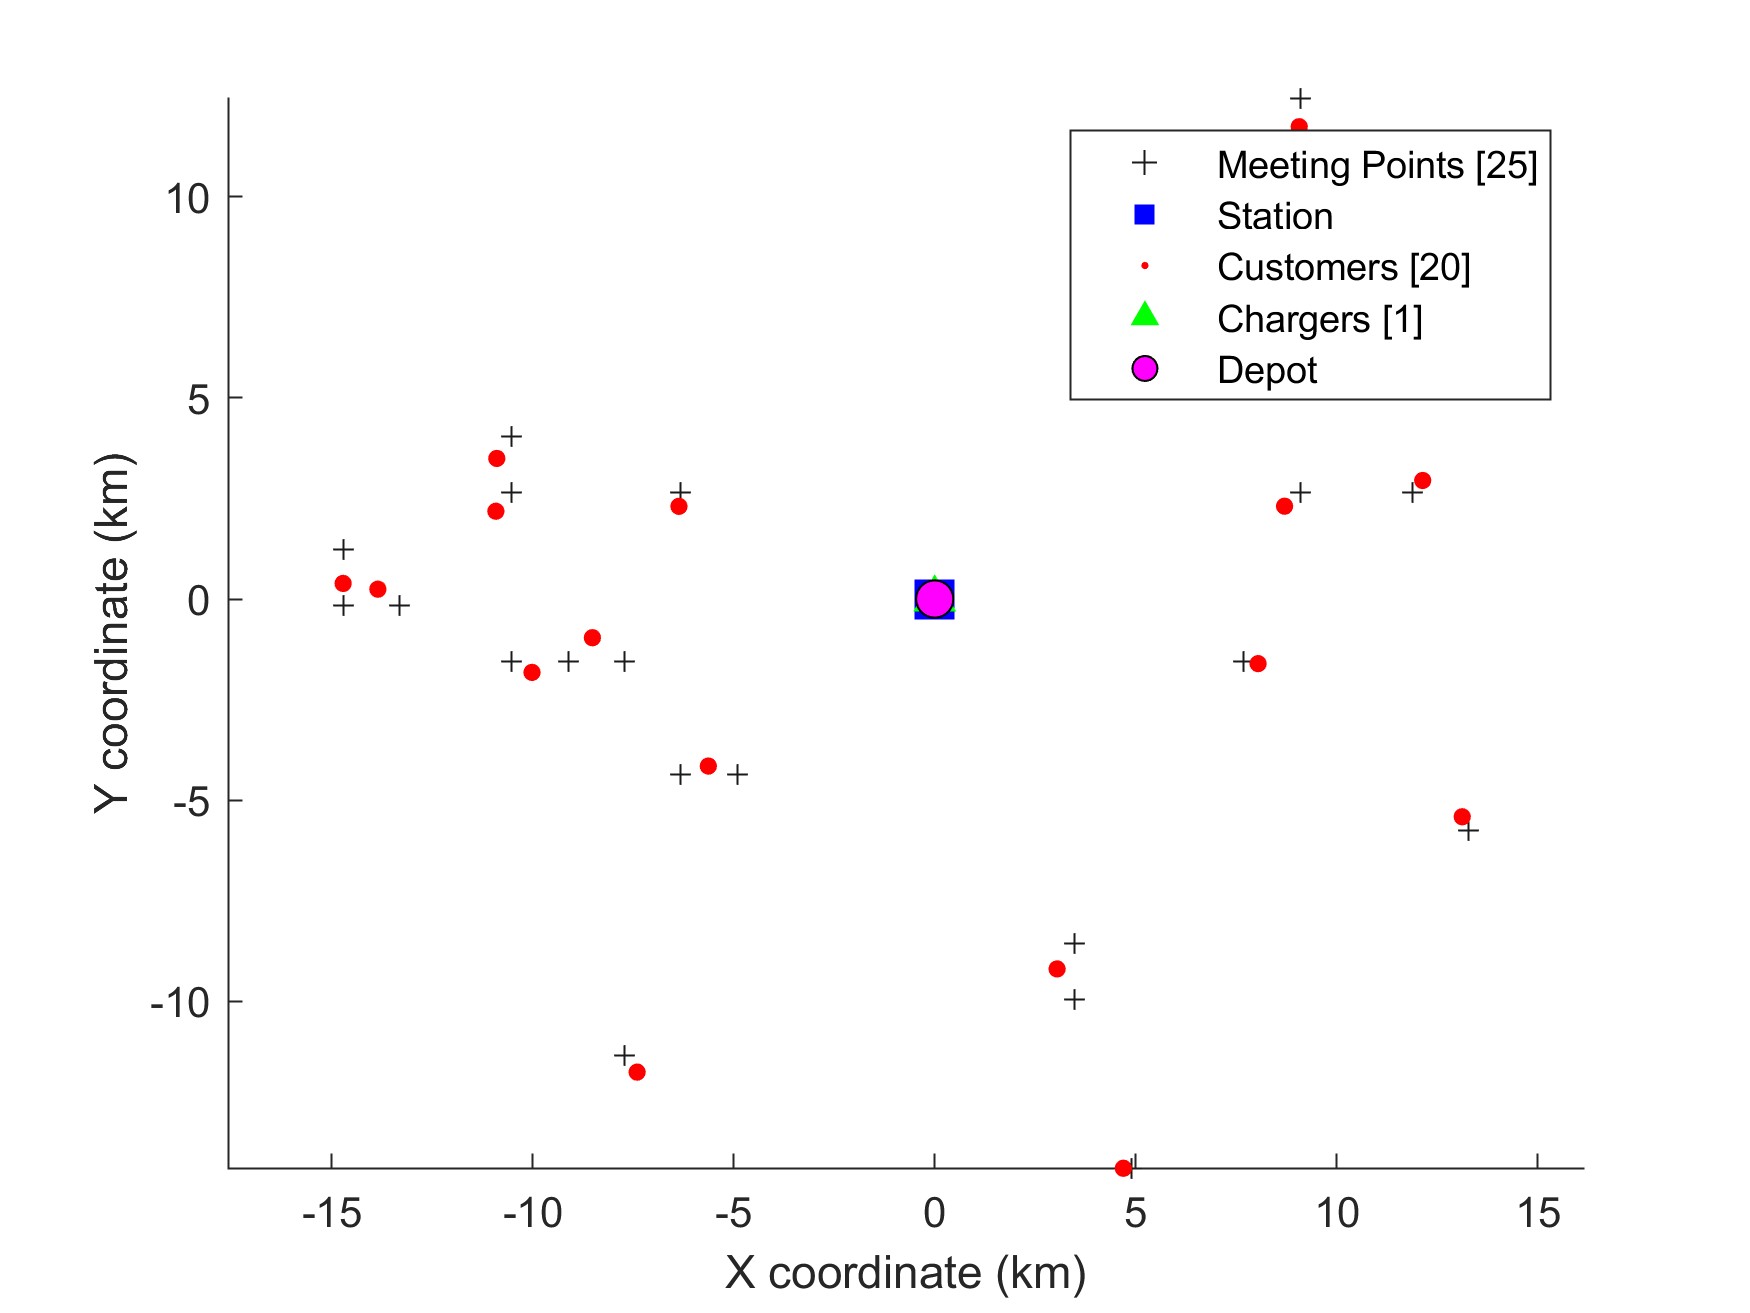 Meeting Points [25]
Station
Customers [20]
Chargers [1]
Depot
10
5
0
-5
-10
Y coordinate (km)
-15 -10 -5 0 5 10 15
X coordinate (km)